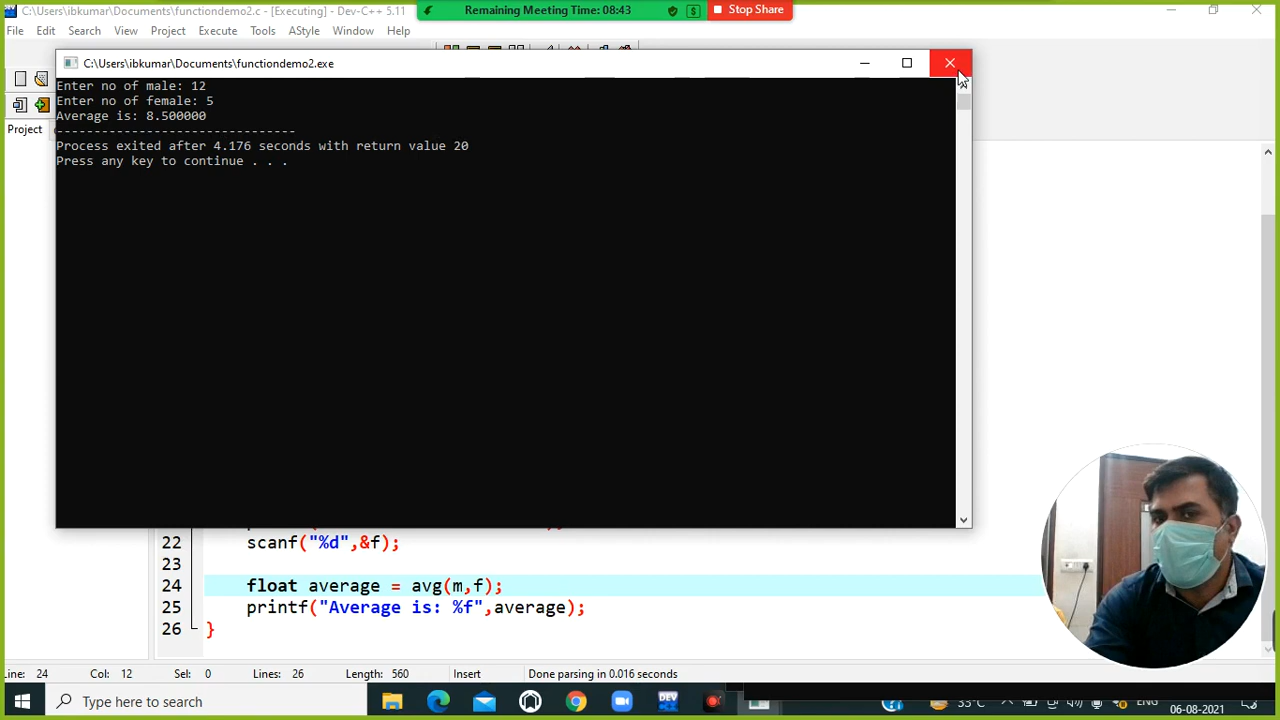 C:\Users\ibkumar\Documents\functiondemo2.c - [Executing] - Dev-C++ 5.11
Remaining Meeting Time: 08:43
Stop Share
File Edit Search View Project Execute Tools AStyle Window Help
C:\Users\ibkumar\Documents\functiondemo2.exe
Enter no of male: 12
Enter no of female: 5
Average is: 8.500000
--------------------------------
Process exited after 4.176 seconds with return value 20
Press any key to continue . . .
Project
22 scanf("%d",&f);
23
24 float average = avg(m,f);
25 printf("Average is: %f",average);
26 }
Line: 24 Col: 12 Sel: 0 Lines: 26 Length: 560 Insert Done parsing in 0.016 seconds
Type here to search
DEV
33°C
ENG
06-08-2021